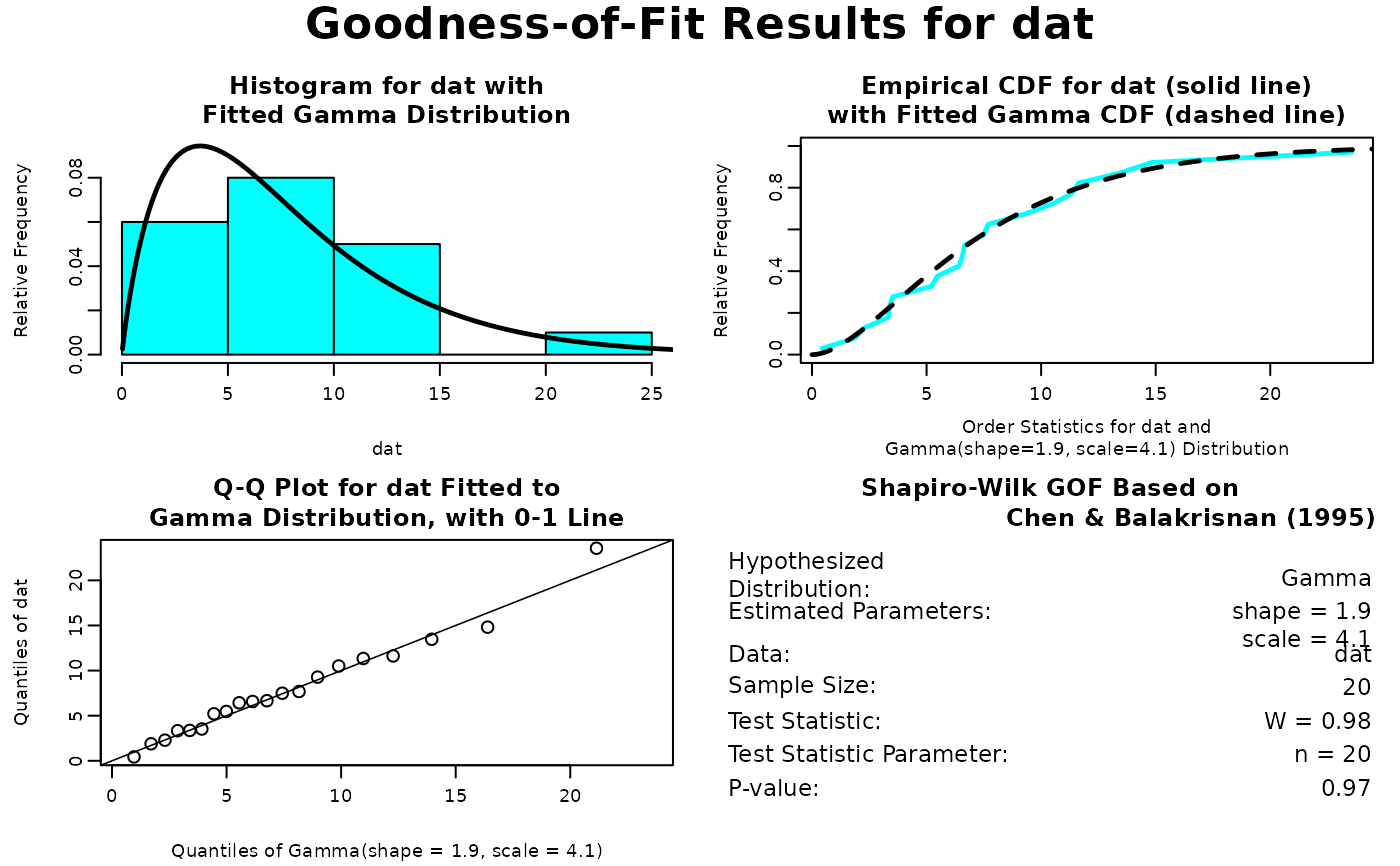 Goodness-of-Fit Results for dat
Histogram for dat with
Fitted Gamma Distribution
Relative Frequency
0.00 0.04 0.08
0 5 10 15 20 25
dat
Empirical CDF for dat (solid line)
with Fitted Gamma CDF (dashed line)
Relative Frequency
0.0 0.4 0.8
0 5 10 15 20
Order Statistics for dat and
Gamma(shape=1.9, scale=4.1) Distribution
Q-Q Plot for dat Fitted to
Gamma Distribution, with 0-1 Line
Quantiles of dat
0 5 10 15 20
0 5 10 15 20
Quantiles of Gamma(shape = 1.9, scale = 4.1)
Shapiro-Wilk GOF Based on
Chen & Balakrisnan (1995)
Hypothesized
Distribution: Gamma
Estimated Parameters: shape = 1.9
scale = 4.1
Data: dat
Sample Size: 20
Test Statistic: W = 0.98
Test Statistic Parameter: n = 20
P-value: 0.97